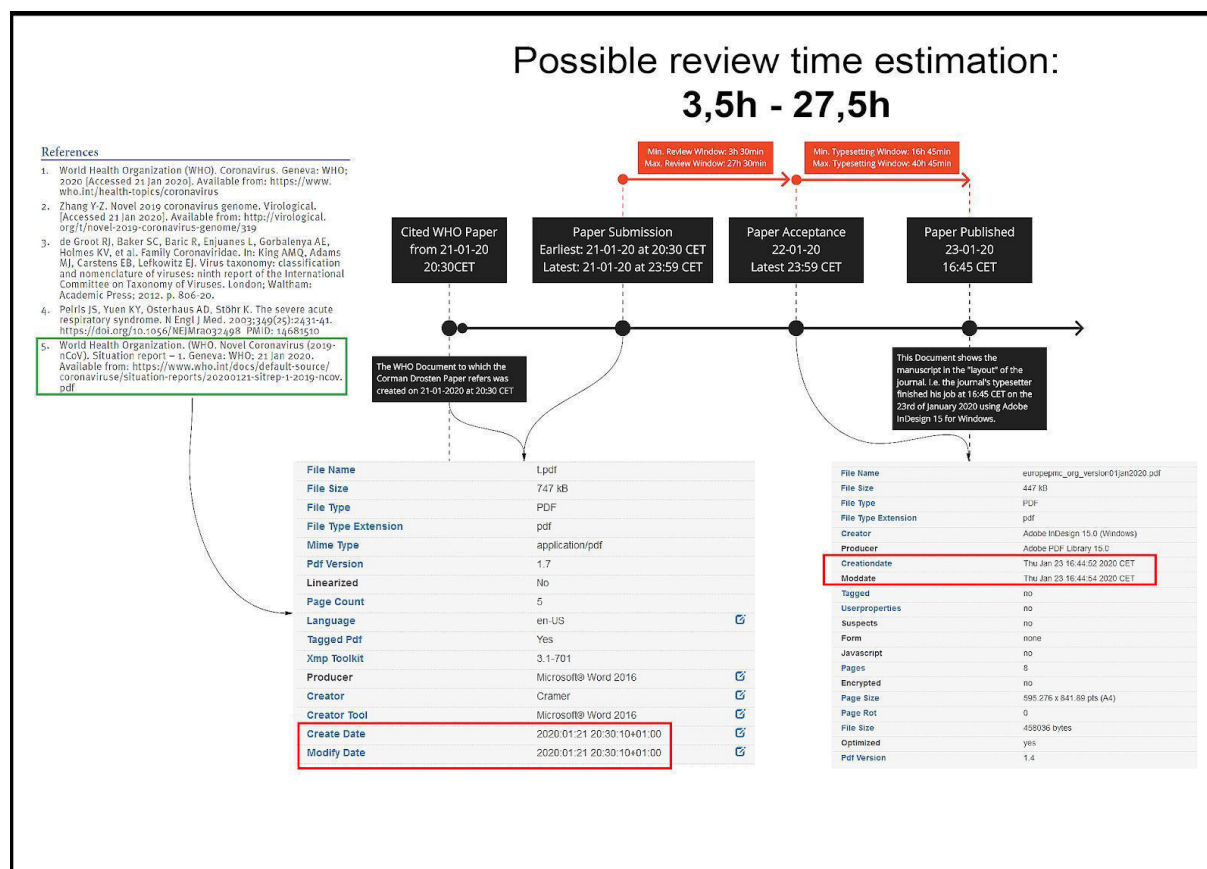 Possible review time estimation:
3,5h - 27,5h
References
1. World Health Organization (WHO). Coronavirus. Geneva: WHO;
2020 [Accessed 21 Jan 2020]. Available from: https://www.
who.int/health-topics/coronavirus
2. Zhang Y-Z. Novel 2019 coronavirus genome. Virological.
[Accessed 21 Jan 2020]. Available from: http://virological.
org/t/novel-2019-coronavirus-genome/319
3. de Groot RJ, Baker SC, Baric R, Enjuanes L, Gorbalenya AE,
Holmes KV, et al. Family Coronaviridae. In: King AMQ, Adams
MJ, Carstens EB, Lefkowitz EJ. Virus taxonomy: classification
and nomenclature of viruses: ninth report of the International
Committee on Taxonomy of Viruses. London; Waltham:
Academic Press; 2012. p. 806-20.
4. Peiris JS, Yuen KY, Osterhaus AD, Stöhr K. The severe acute
respiratory syndrome. N Engl J Med. 2003;349(25):2431-41.
https://doi.org/10.1056/NEJMra032498 PMID: 14681510
5. World Health Organization. (WHO. Novel Coronavirus (2019-
nCoV). Situation report – 1. Geneva: WHO; 21 Jan 2020.
Available from: https://www.who.int/docs/default-source/
coronaviruse/situation-reports/20200121-sitrep-1-2019-ncov.
pdf
Min. Review Window: 3h 30min
Max. Review Window: 27h 30min
Min. Typesetting Window: 16h 45min
Max. Typesetting Window: 40h 45min
Cited WHO Paper
from 21-01-20
20:30CET
Paper Submission
Earliest: 21-01-20 at 20:30 CET
Latest: 21-01-20 at 23:59 CET
Paper Acceptance
22-01-20
Latest 23:59 CET
Paper Published
23-01-20
16:45 CET
The WHO Document to which the
Corman Drosten Paper refers was
created on 21-01-2020 at 20:30 CET
This Document shows the
manuscript in the "layout" of the
journal. i.e. the journal's typesetter
finished his job at 16:45 CET on the
23rd of January 2020 using Adobe
InDesign 15 for Windows.
File Name t.pdf
File Size 747 kB
File Type PDF
File Type Extension pdf
Mime Type application/pdf
Pdf Version 1.7
Linearized No
Page Count 5
Language en-US
Tagged Pdf Yes
Xmp Toolkit 3.1-701
Producer Microsoft® Word 2016
Creator Cramer
Creator Tool Microsoft® Word 2016
Create Date 2020:01:21 20:30:10+01:00
Modify Date 2020:01:21 20:30:10+01:00
File Name europepmc_org_version01jan2020.pdf
File Size 447 kB
File Type PDF
File Type Extension pdf
Creator Adobe InDesign 15.0 (Windows)
Producer Adobe PDF Library 15.0
Creationdate Thu Jan 23 16:44:52 2020 CET
Moddate Thu Jan 23 16:44:54 2020 CET
Tagged no
Userproperties no
Suspects no
Form none
Javascript no
Pages 8
Encrypted no
Page Size 595.276 x 841.89 pts (A4)
Page Rot 0
File Size 458036 bytes
Optimized yes
Pdf Version 1.4